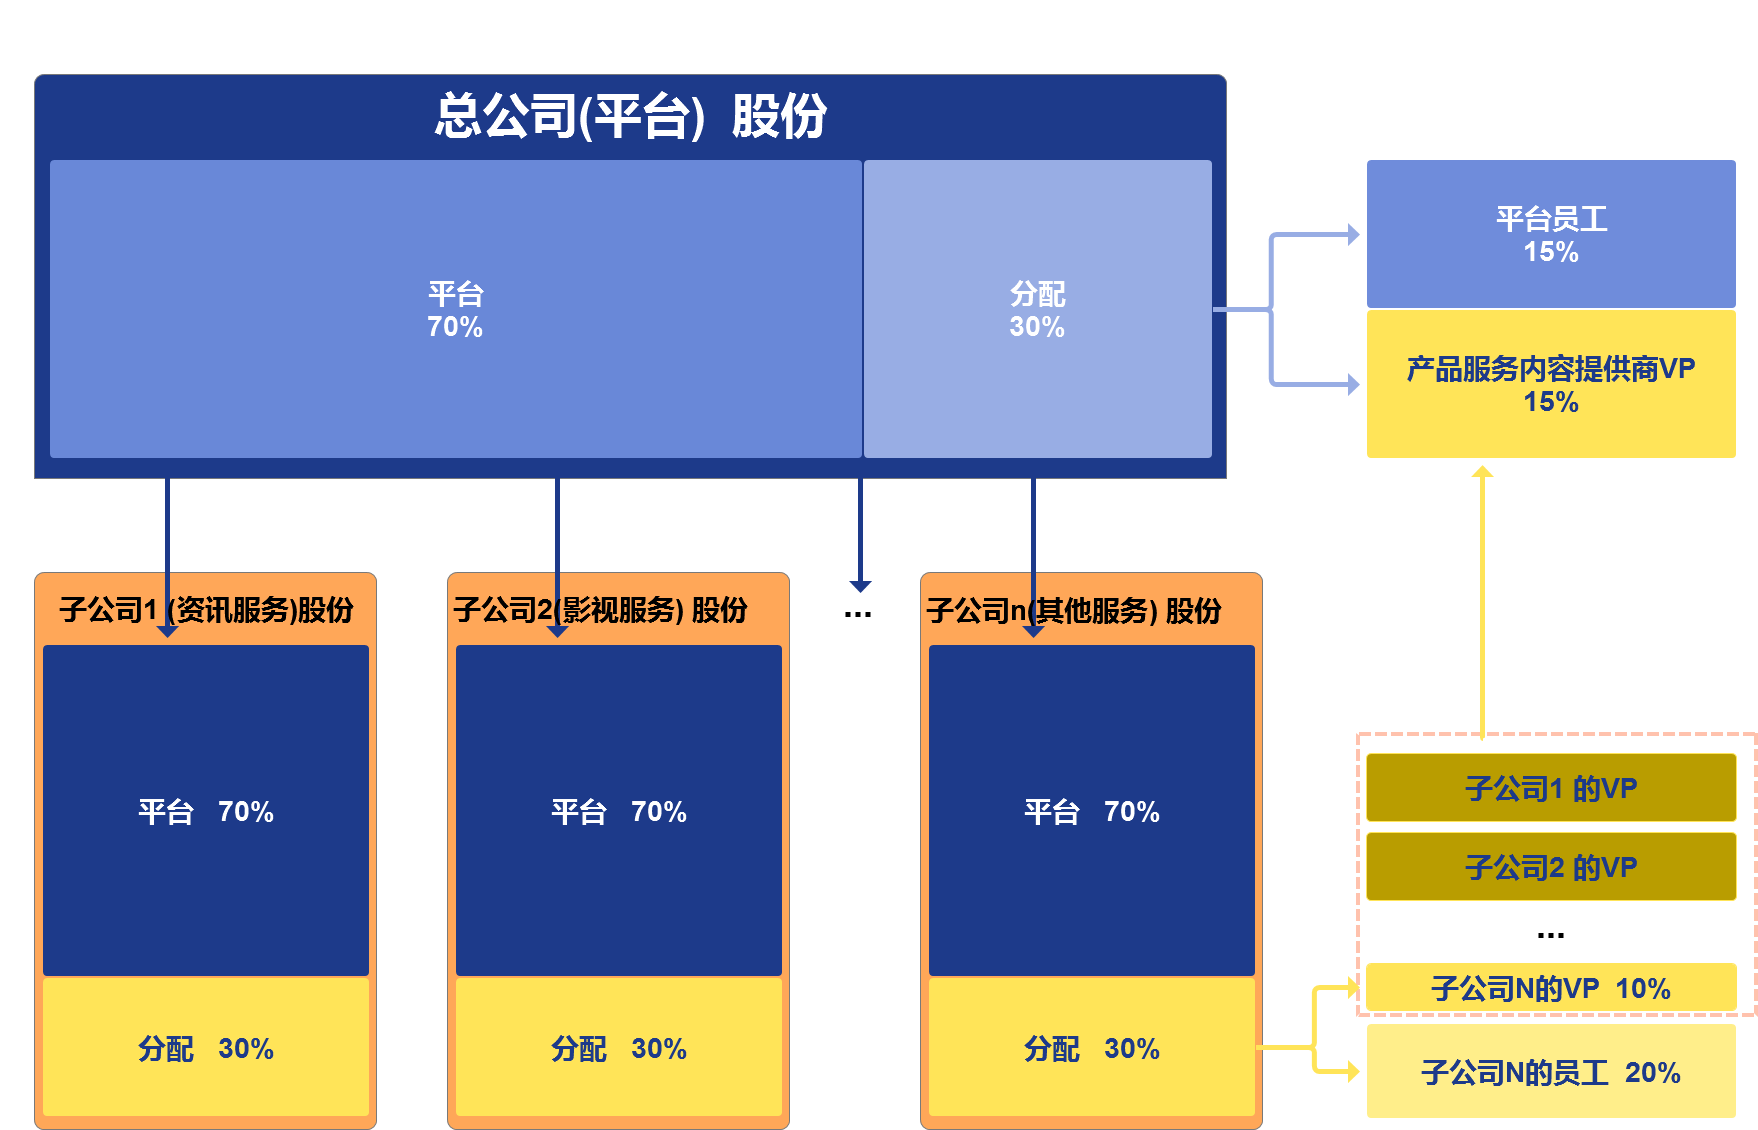 总公司(平台) 股份
平台
70%
分配
30%
平台员工
15%
产品服务内容提供商VP
15%
子公司1 (资讯服务)股份
子公司2(影视服务) 股份
...
子公司n(其他服务) 股份
平台 70%
平台 70%
平台 70%
分配 30%
分配 30%
分配 30%
子公司1 的VP
子公司2 的VP
...
子公司N的VP 10%
子公司N的员工 20%